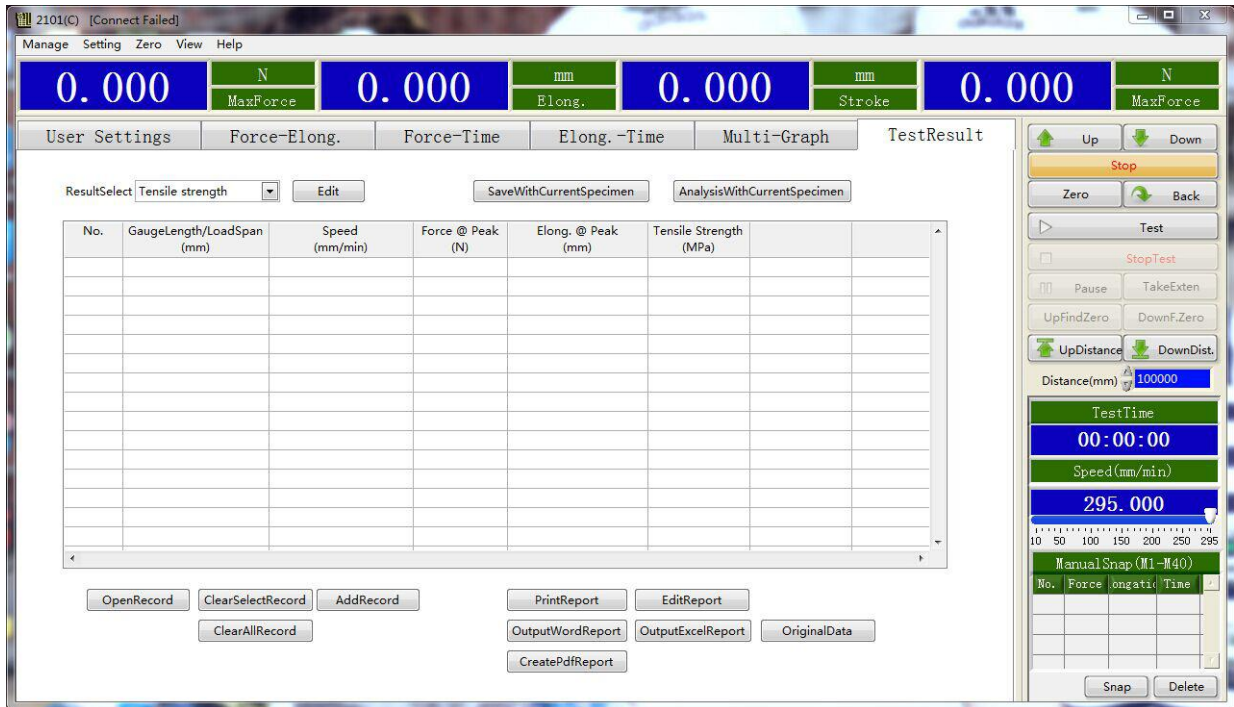 2101(C) [Connect Failed]
Manage Setting Zero View Help
0.000 N MaxForce 0.000 mm Elong. 0.000 mm Stroke 0.000 N MaxForce
User Settings Force-Elong. Force-Time Elong.-Time Multi-Graph TestResult
ResultSelect Tensile strength Edit SaveWithCurrentSpecimen AnalysisWithCurrentSpecimen
No. GaugeLength/LoadSpan Speed Force @ Peak Elong. @ Peak Tensile Strength
(mm) (mm/min) (N) (mm) (MPa)
OpenRecord ClearSelectRecord AddRecord PrintReport EditReport
ClearAllRecord OutputWordReport OutputExcelReport OriginalData
CreatePdfReport
Up Down
Stop
Zero Back
Test
StopTest
Pause TakeExten
UpFindZero DownF.Zero
UpDistance DownDist.
Distance(mm) 100000
TestTime
00:00:00
Speed(mm/min)
295.000
10 50 100 150 200 250 295
ManualSnap(M1-M40)
No. Force ongati Time
Snap Delete